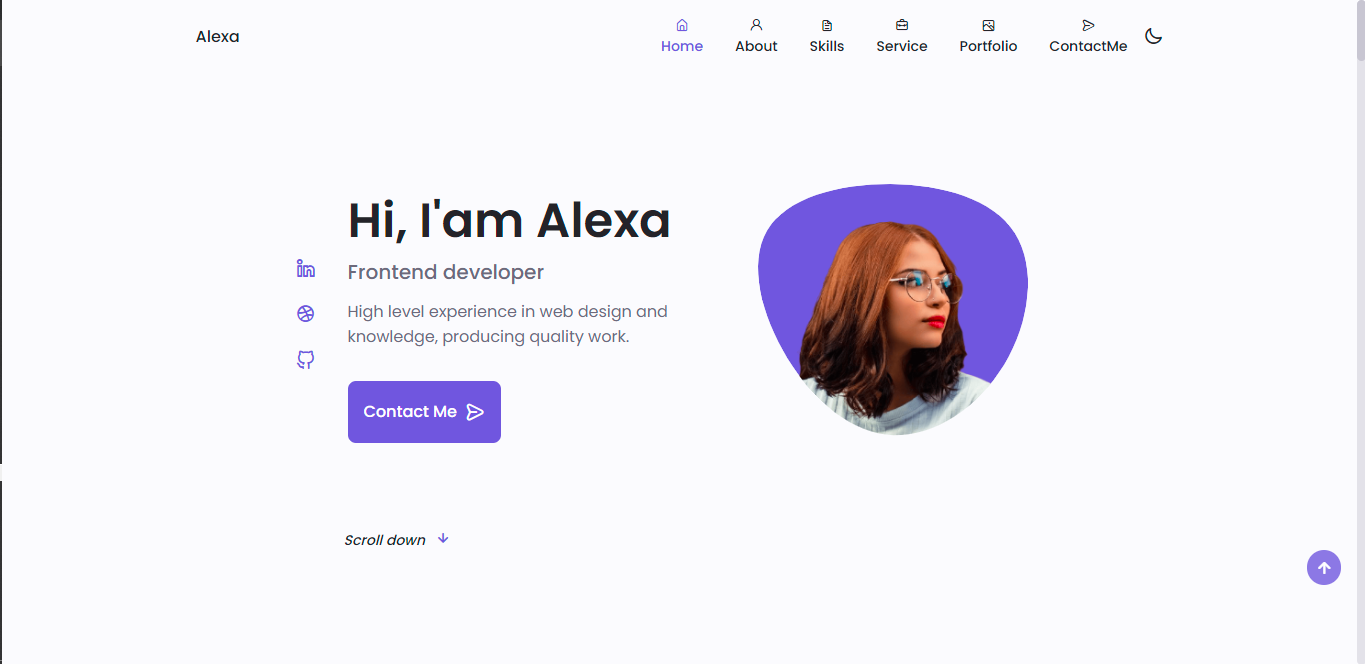 Alexa
Home
About
Skills
Service
Portfolio
ContactMe
Hi, I'am Alexa
Frontend developer
High level experience in web design and
knowledge, producing quality work.
Contact Me
Scroll down